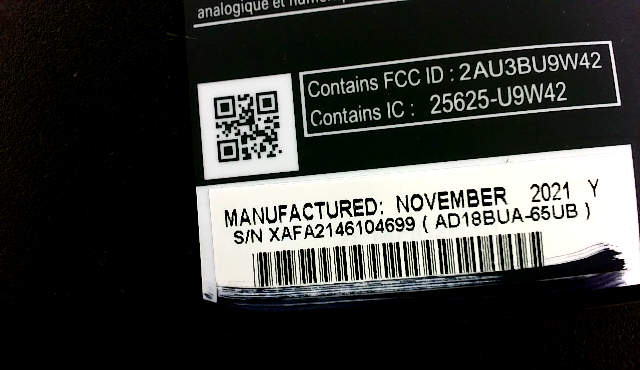 analogique et numéri
Contains FCC ID : 2AU3BU9W42
Contains IC : 25625-U9W42
MANUFACTURED: NOVEMBER 2021 Y
S/N XAFA2146104699 ( AD18BUA-65UB )